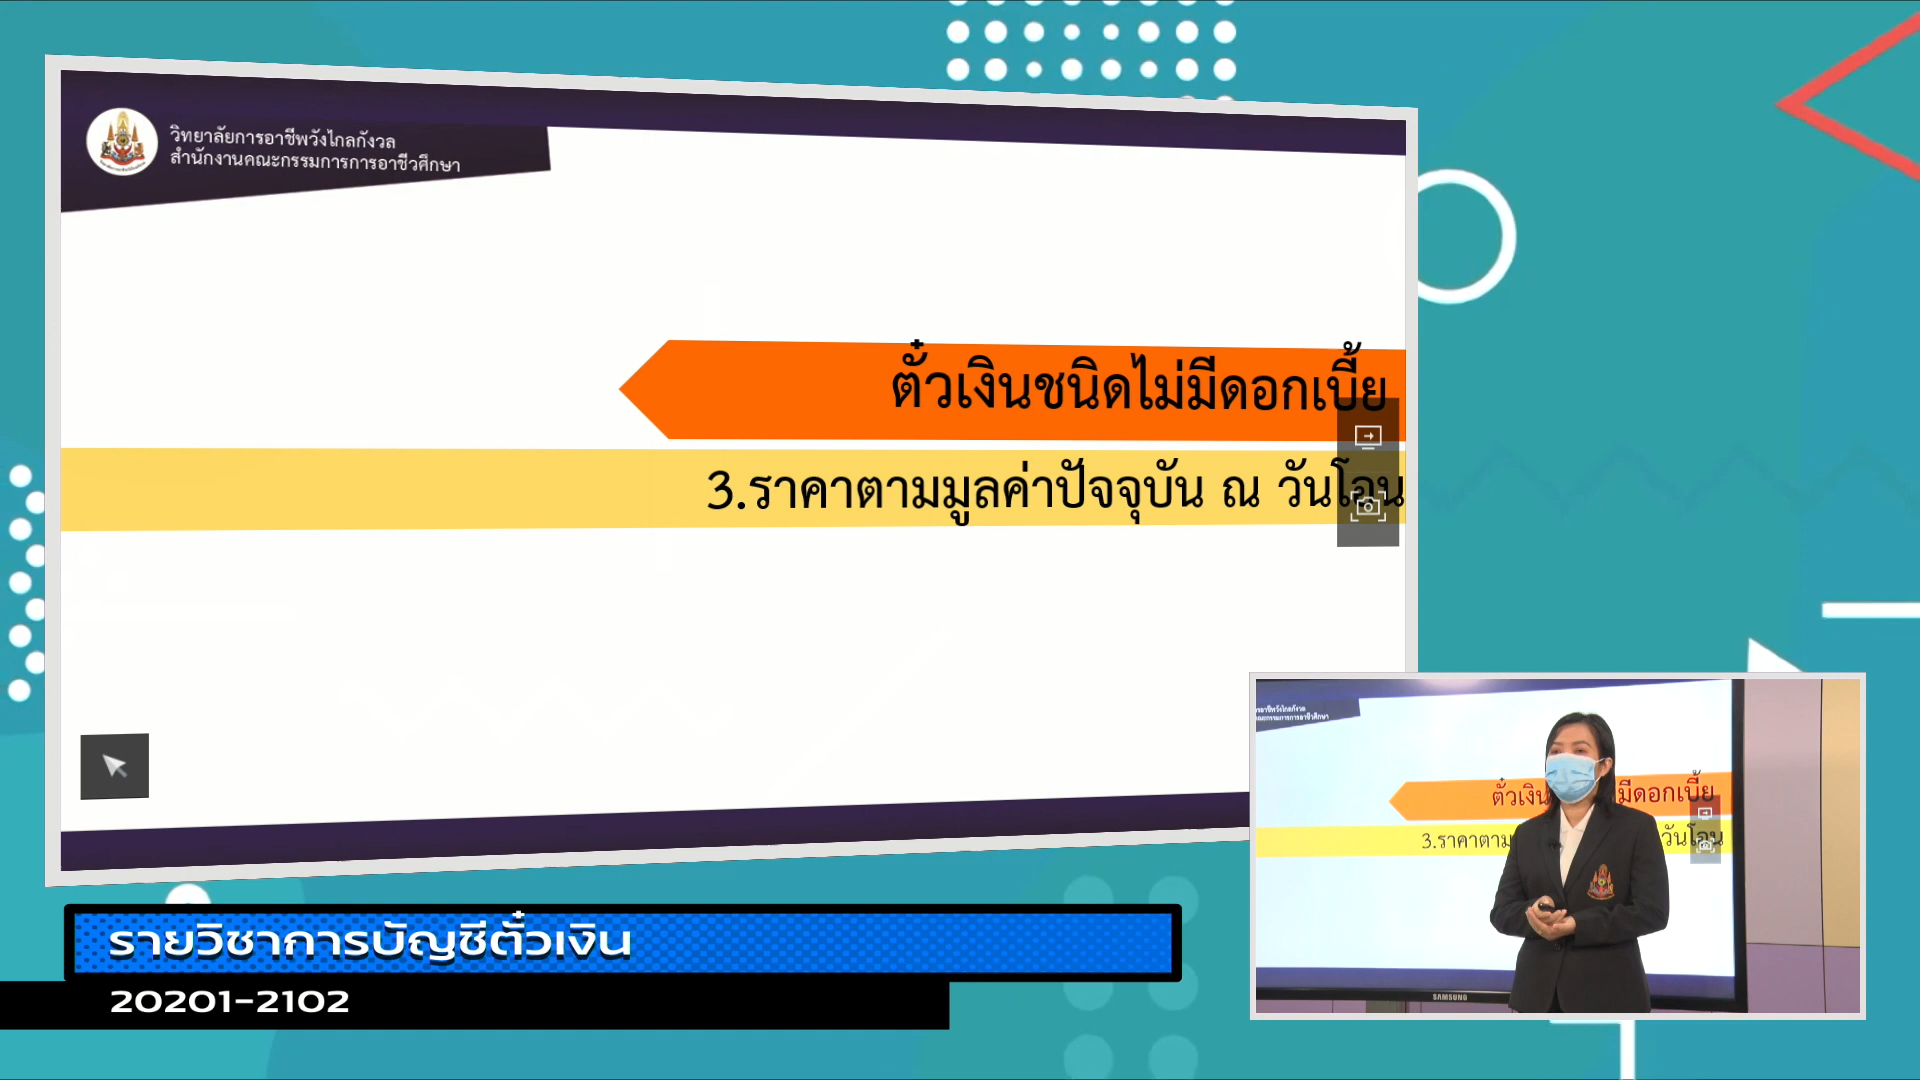 วิทยาลัยการอาชีพวังไกลกังวล
สำนักงานคณะกรรมการการอาชีวศึกษา
ตั๋วเงินชนิดไม่มีดอกเบี้ย
3.ราคาตามมูลค่าปัจจุบัน ณ วันโอน
ตั๋วเงิน มีดอกเบี้ย
3.ราคาตาม วันโอน
SAMSUNG
รายวิชาการบัญชีตั๋วเงิน
20201-2102